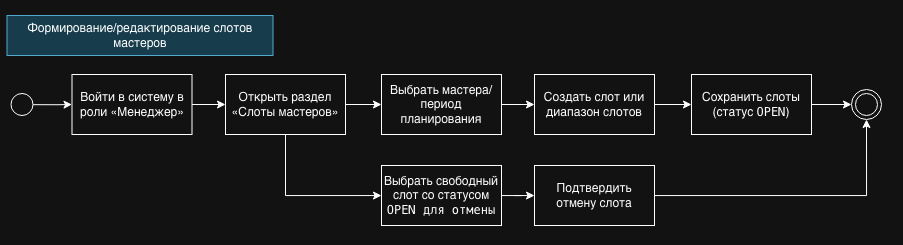 Формирование/редактирование слотов
мастеров
Войти в систему в
роли «Менеджер»
Открыть раздел
«Слоты мастеров»
Выбрать мастера/
период
планирования
Создать слот или
диапазон слотов
Сохранить слоты
(статус OPEN)
Выбрать свободный
слот со статусом
OPEN для отмены
Подтвердить
отмену слота